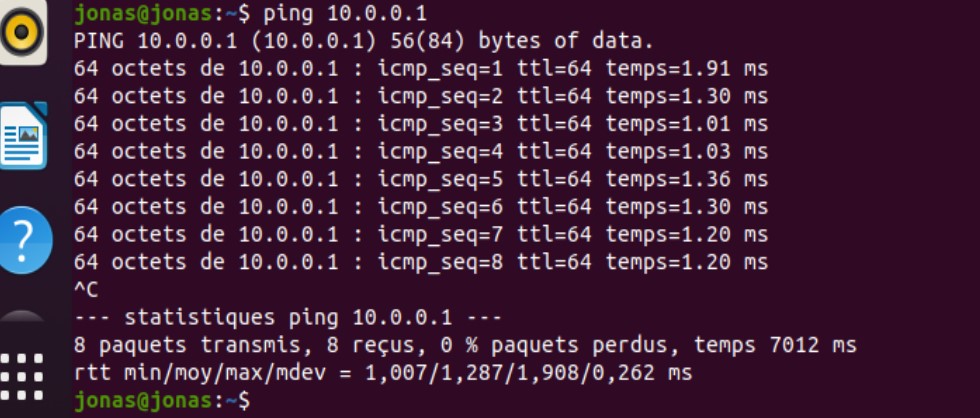 jonas@jonas:~$ ping 10.0.0.1
PING 10.0.0.1 (10.0.0.1) 56(84) bytes of data.
64 octets de 10.0.0.1 : icmp_seq=1 ttl=64 temps=1.91 ms
64 octets de 10.0.0.1 : icmp_seq=2 ttl=64 temps=1.30 ms
64 octets de 10.0.0.1 : icmp_seq=3 ttl=64 temps=1.01 ms
64 octets de 10.0.0.1 : icmp_seq=4 ttl=64 temps=1.03 ms
64 octets de 10.0.0.1 : icmp_seq=5 ttl=64 temps=1.36 ms
64 octets de 10.0.0.1 : icmp_seq=6 ttl=64 temps=1.30 ms
64 octets de 10.0.0.1 : icmp_seq=7 ttl=64 temps=1.20 ms
64 octets de 10.0.0.1 : icmp_seq=8 ttl=64 temps=1.20 ms
^C
--- statistiques ping 10.0.0.1 ---
8 paquets transmis, 8 reçus, 0 % paquets perdus, temps 7012 ms
rtt min/moy/max/mdev = 1,007/1,287/1,908/0,262 ms
jonas@jonas:~$